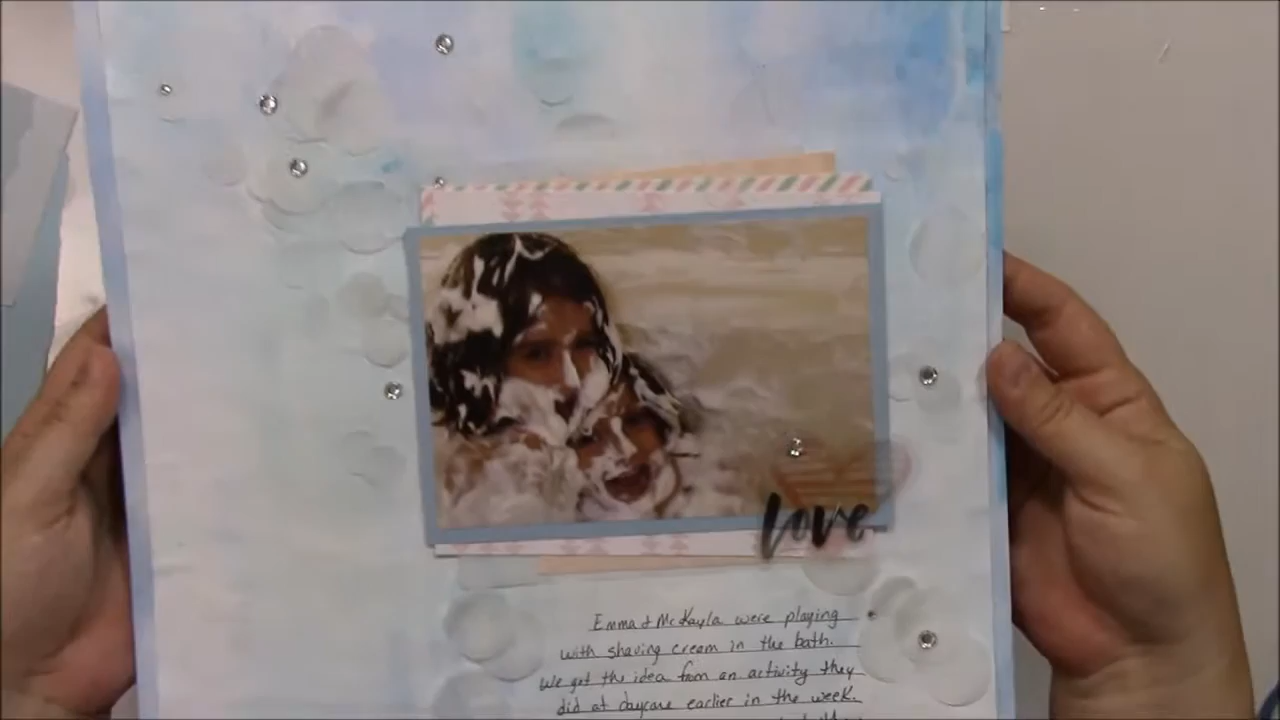 love
Emma & McKayla were playing
with shaving cream in the bath.
We got the idea from an activity they
did at daycare earlier in the week.